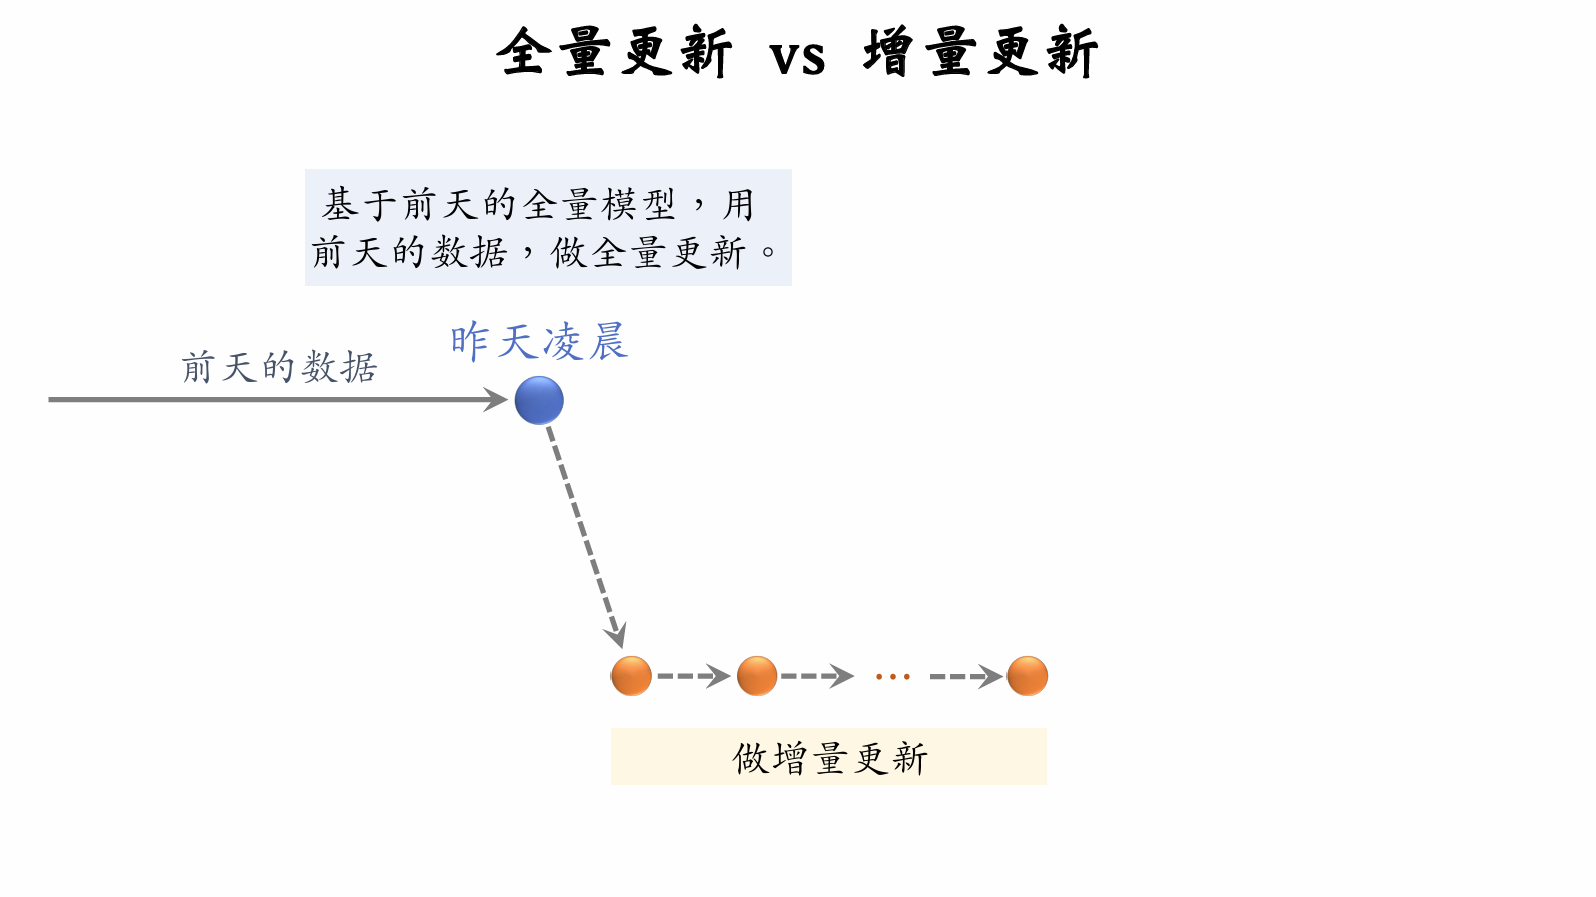 全量更新 vs 增量更新
基于前天的全量模型，用
前天的数据，做全量更新。
昨天凌晨
前天的数据
…
做增量更新